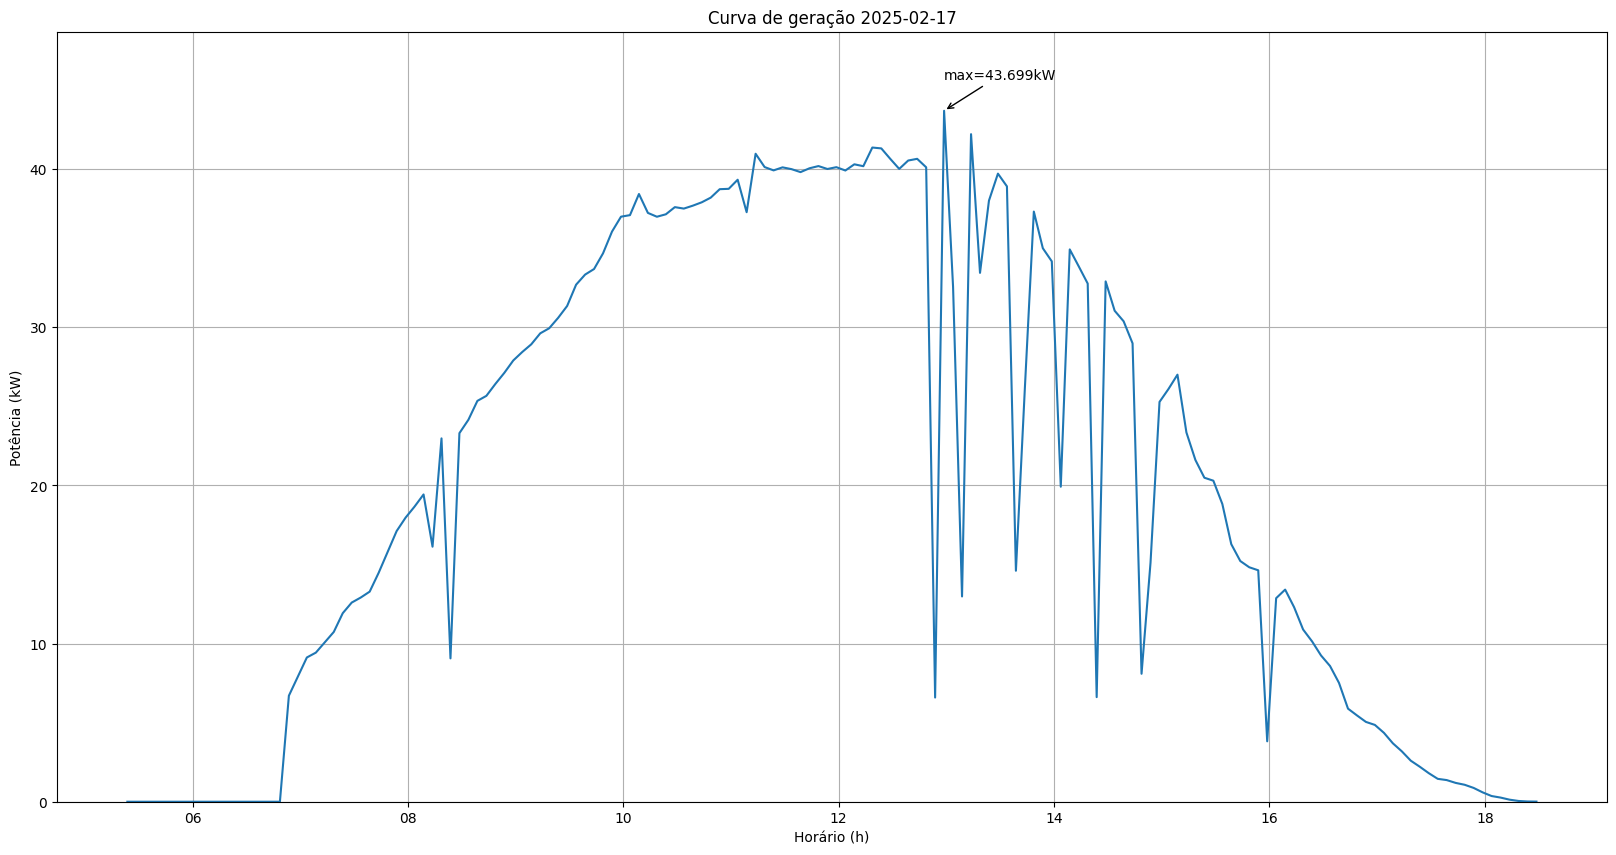 Curva de geração 2025-02-17
max=43.699kW
Potência (kW)
40
30
20
10
0
06 08 10 12 14 16 18
Horário (h)